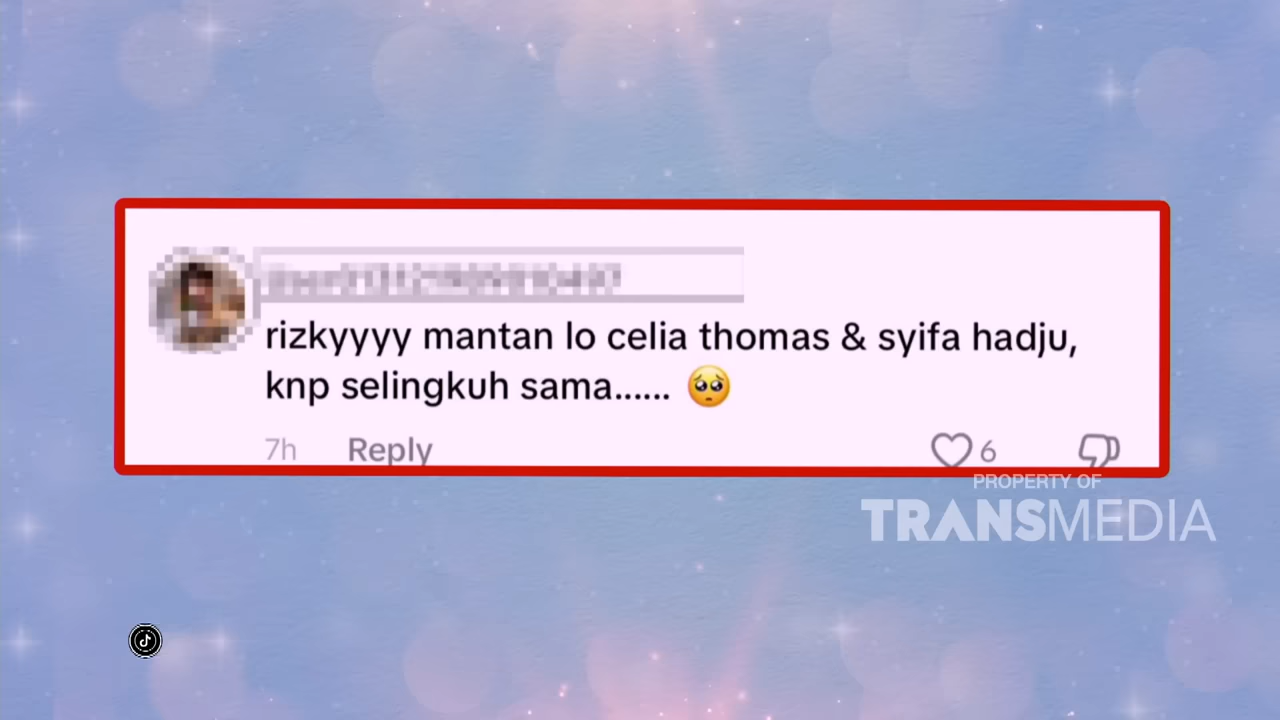 rizkyyyy mantan lo celia thomas & syifa hadju,
knp selingkuh sama...... 🥺
7h Reply 6
PROPERTY OF
TRANSMEDIA